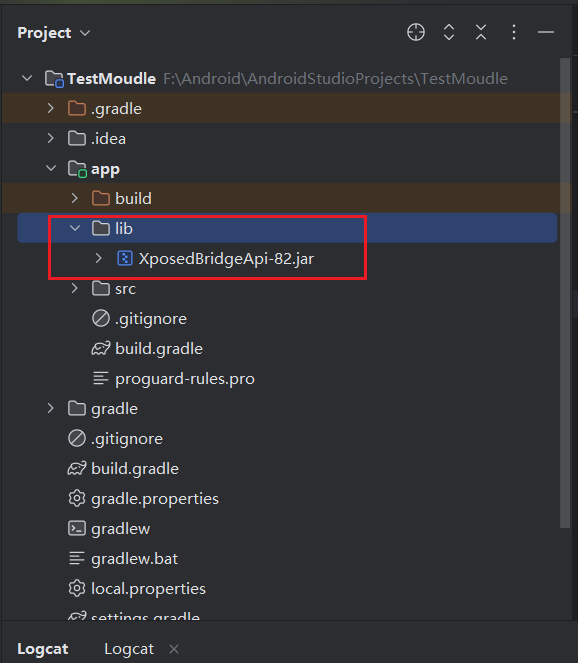 Project
TestMoudle F:\Android\AndroidStudioProjects\TestMoudle
.gradle
.idea
app
build
lib
XposedBridgeApi-82.jar
src
.gitignore
build.gradle
proguard-rules.pro
gradle
.gitignore
build.gradle
gradle.properties
gradlew
gradlew.bat
local.properties
settings.gradle
Logcat Logcat